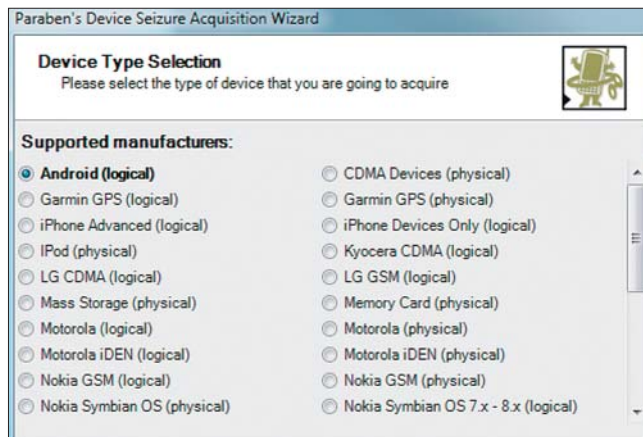 Paraben's Device Seizure Acquisition Wizard
Device Type Selection
Please select the type of device that you are going to acquire
Supported manufacturers:
Android (logical)
CDMA Devices (physical)
Garmin GPS (logical)
Garmin GPS (physical)
iPhone Advanced (logical)
iPhone Devices Only (logical)
IPod (physical)
Kyocera CDMA (logical)
LG CDMA (logical)
LG GSM (logical)
Mass Storage (physical)
Memory Card (physical)
Motorola (logical)
Motorola (physical)
Motorola iDEN (logical)
Motorola iDEN (physical)
Nokia GSM (logical)
Nokia GSM (physical)
Nokia Symbian OS (physical)
Nokia Symbian OS 7.x - 8.x (logical)